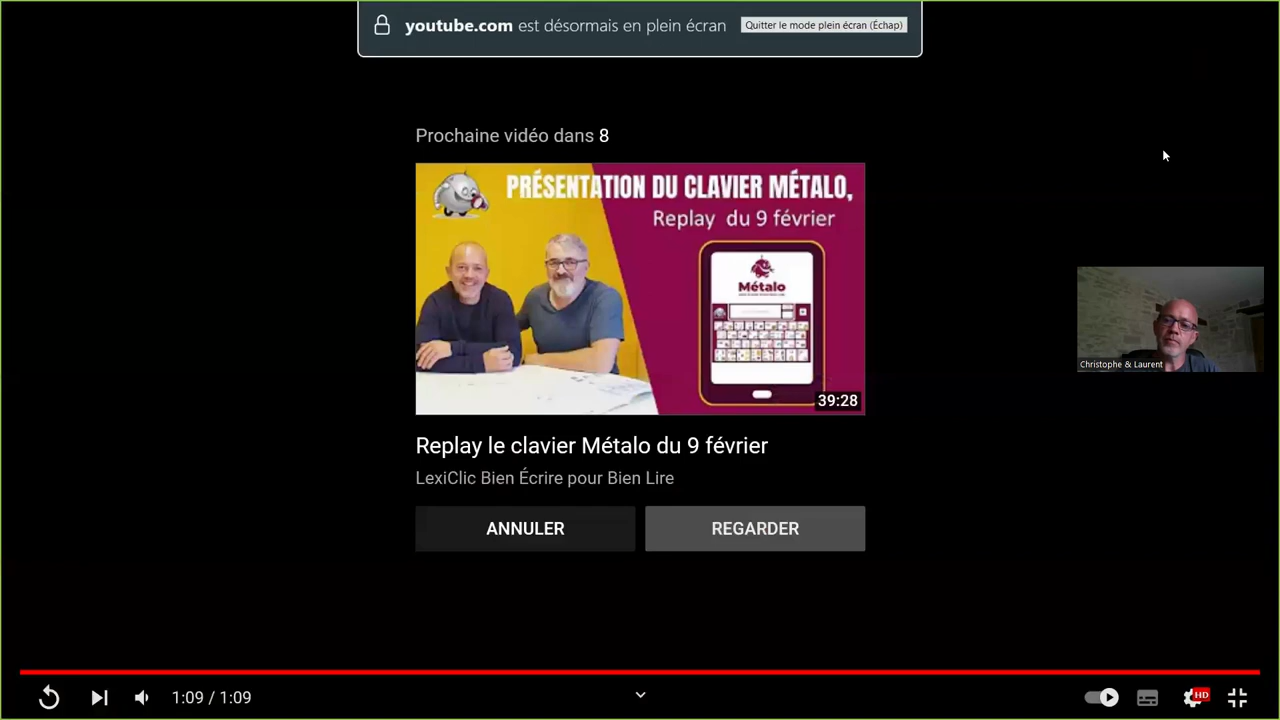 youtube.com est désormais en plein écran
Quitter le mode plein écran (Échap)
Prochaine vidéo dans 8
PRÉSENTATION DU CLAVIER MÉTALO,
Replay du 9 février
Métalo
39:28
Christophe & Laurent
Replay le clavier Métalo du 9 février
LexiClic Bien Écrire pour Bien Lire
ANNULER
REGARDER
1:09 / 1:09
HD